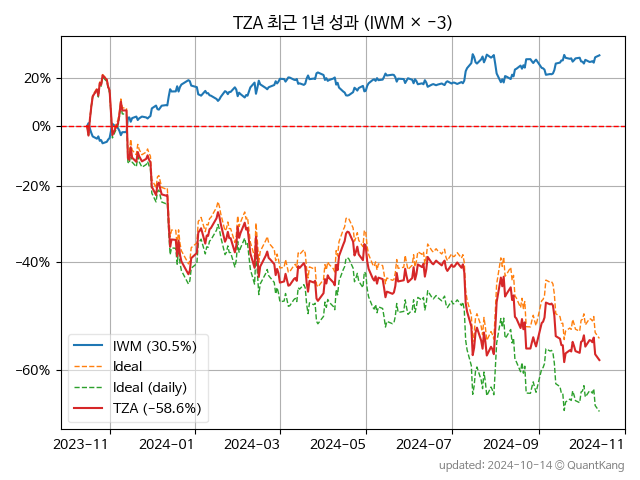 TZA 최근 1년 성과 (IWM × −3)
20%
0%
−20%
−40%
−60%
IWM (30.5%)
Ideal
Ideal (daily)
TZA (−58.6%)
2023-11
2024-01
2024-03
2024-05
2024-07
2024-09
2024-11
updated: 2024-10-14 © QuantKang